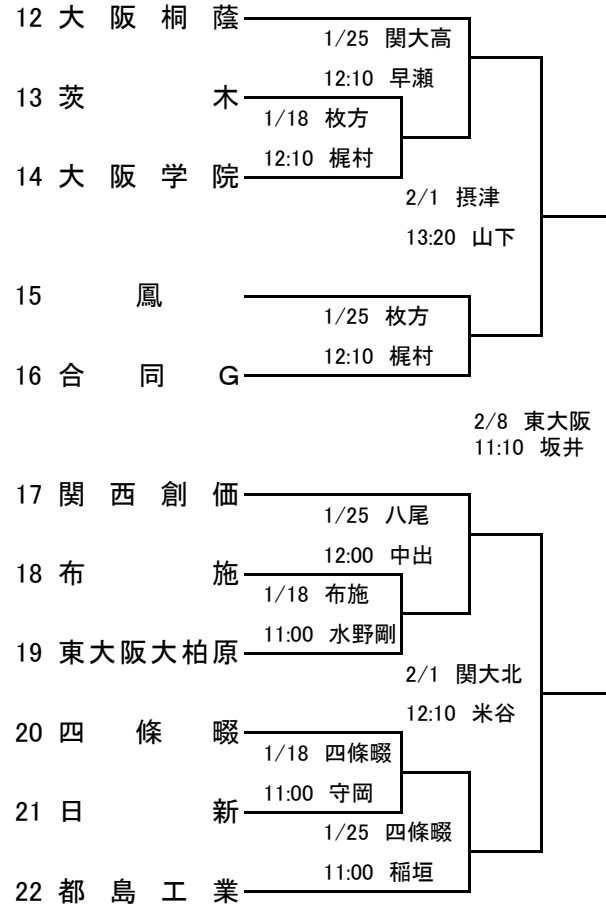 12 大阪桐蔭
1/25 関大高
12:10 早瀬
13 茨木
1/18 枚方
12:10 梶村
14 大阪学院
2/1 摂津
13:20 山下
15 鳳
1/25 枚方
12:10 梶村
16 合同G
2/8 東大阪
11:10 坂井
17 関西創価
1/25 八尾
12:00 中出
18 布施
1/18 布施
11:00 水野剛
19 東大阪大柏原
2/1 関大北
12:10 米谷
20 四條畷
1/18 四條畷
11:00 守岡
21 日新
1/25 四條畷
11:00 稲垣
22 都島工業